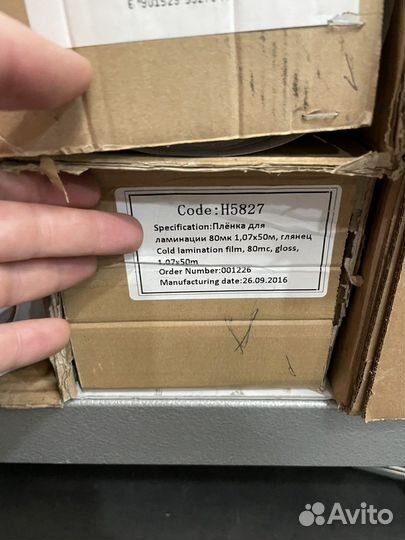 Code:H5827
Specification:Плёнка для
ламинации 80мк 1,07х50м, глянец
Cold lamination film, 80mc, gloss,
1,07x50m
Order Number:001226
Manufacturing date:26.09.2016
Avito